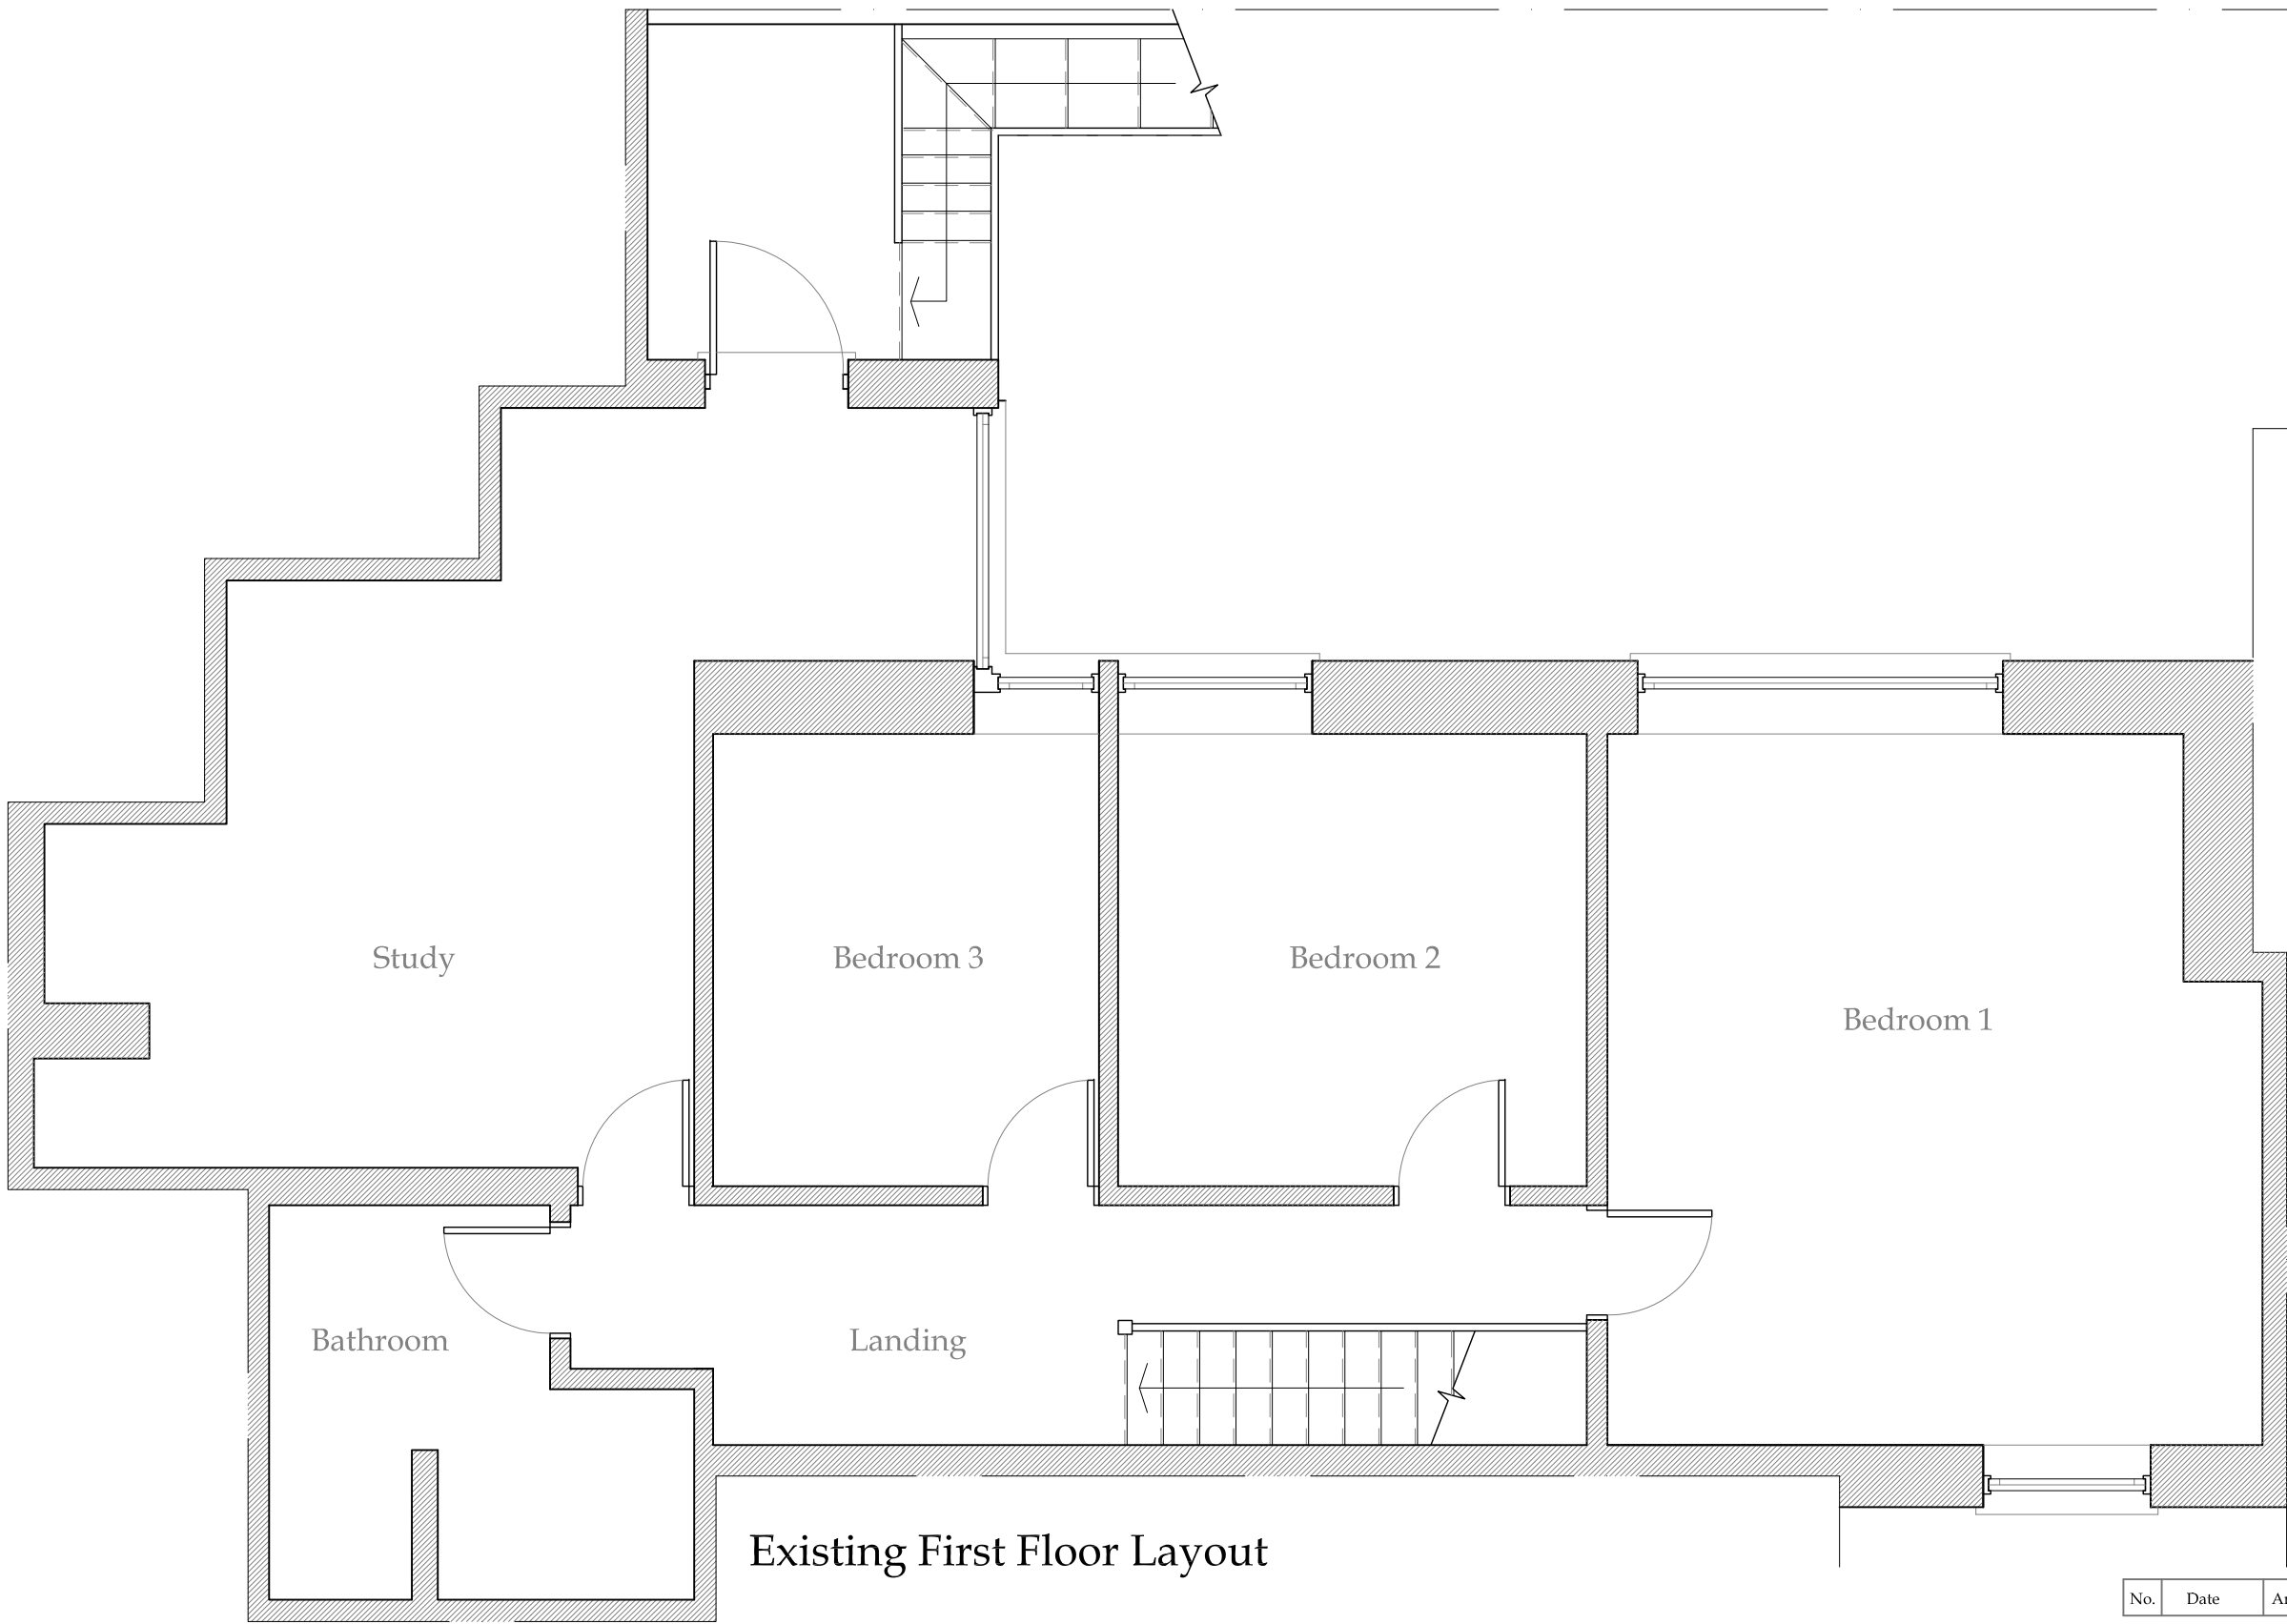 Study
Bedroom 3
Bedroom 2
Bedroom 1
Bathroom
Landing
Existing First Floor Layout
No. Date